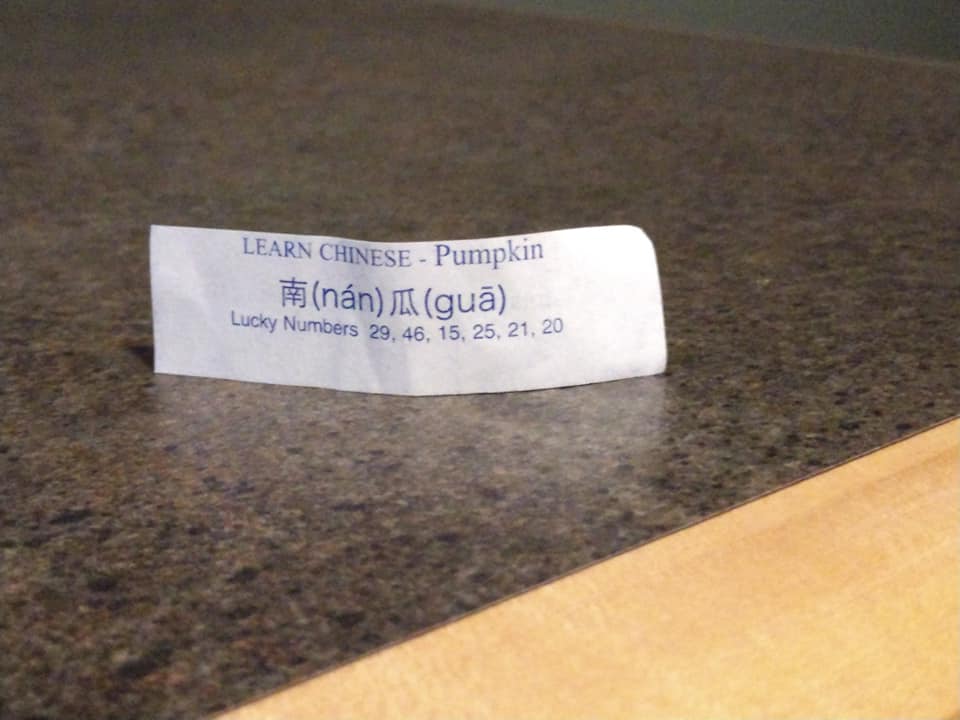 LEARN CHINESE - Pumpkin
南(nán)瓜(guā)
Lucky Numbers 29, 46, 15, 25, 21, 20